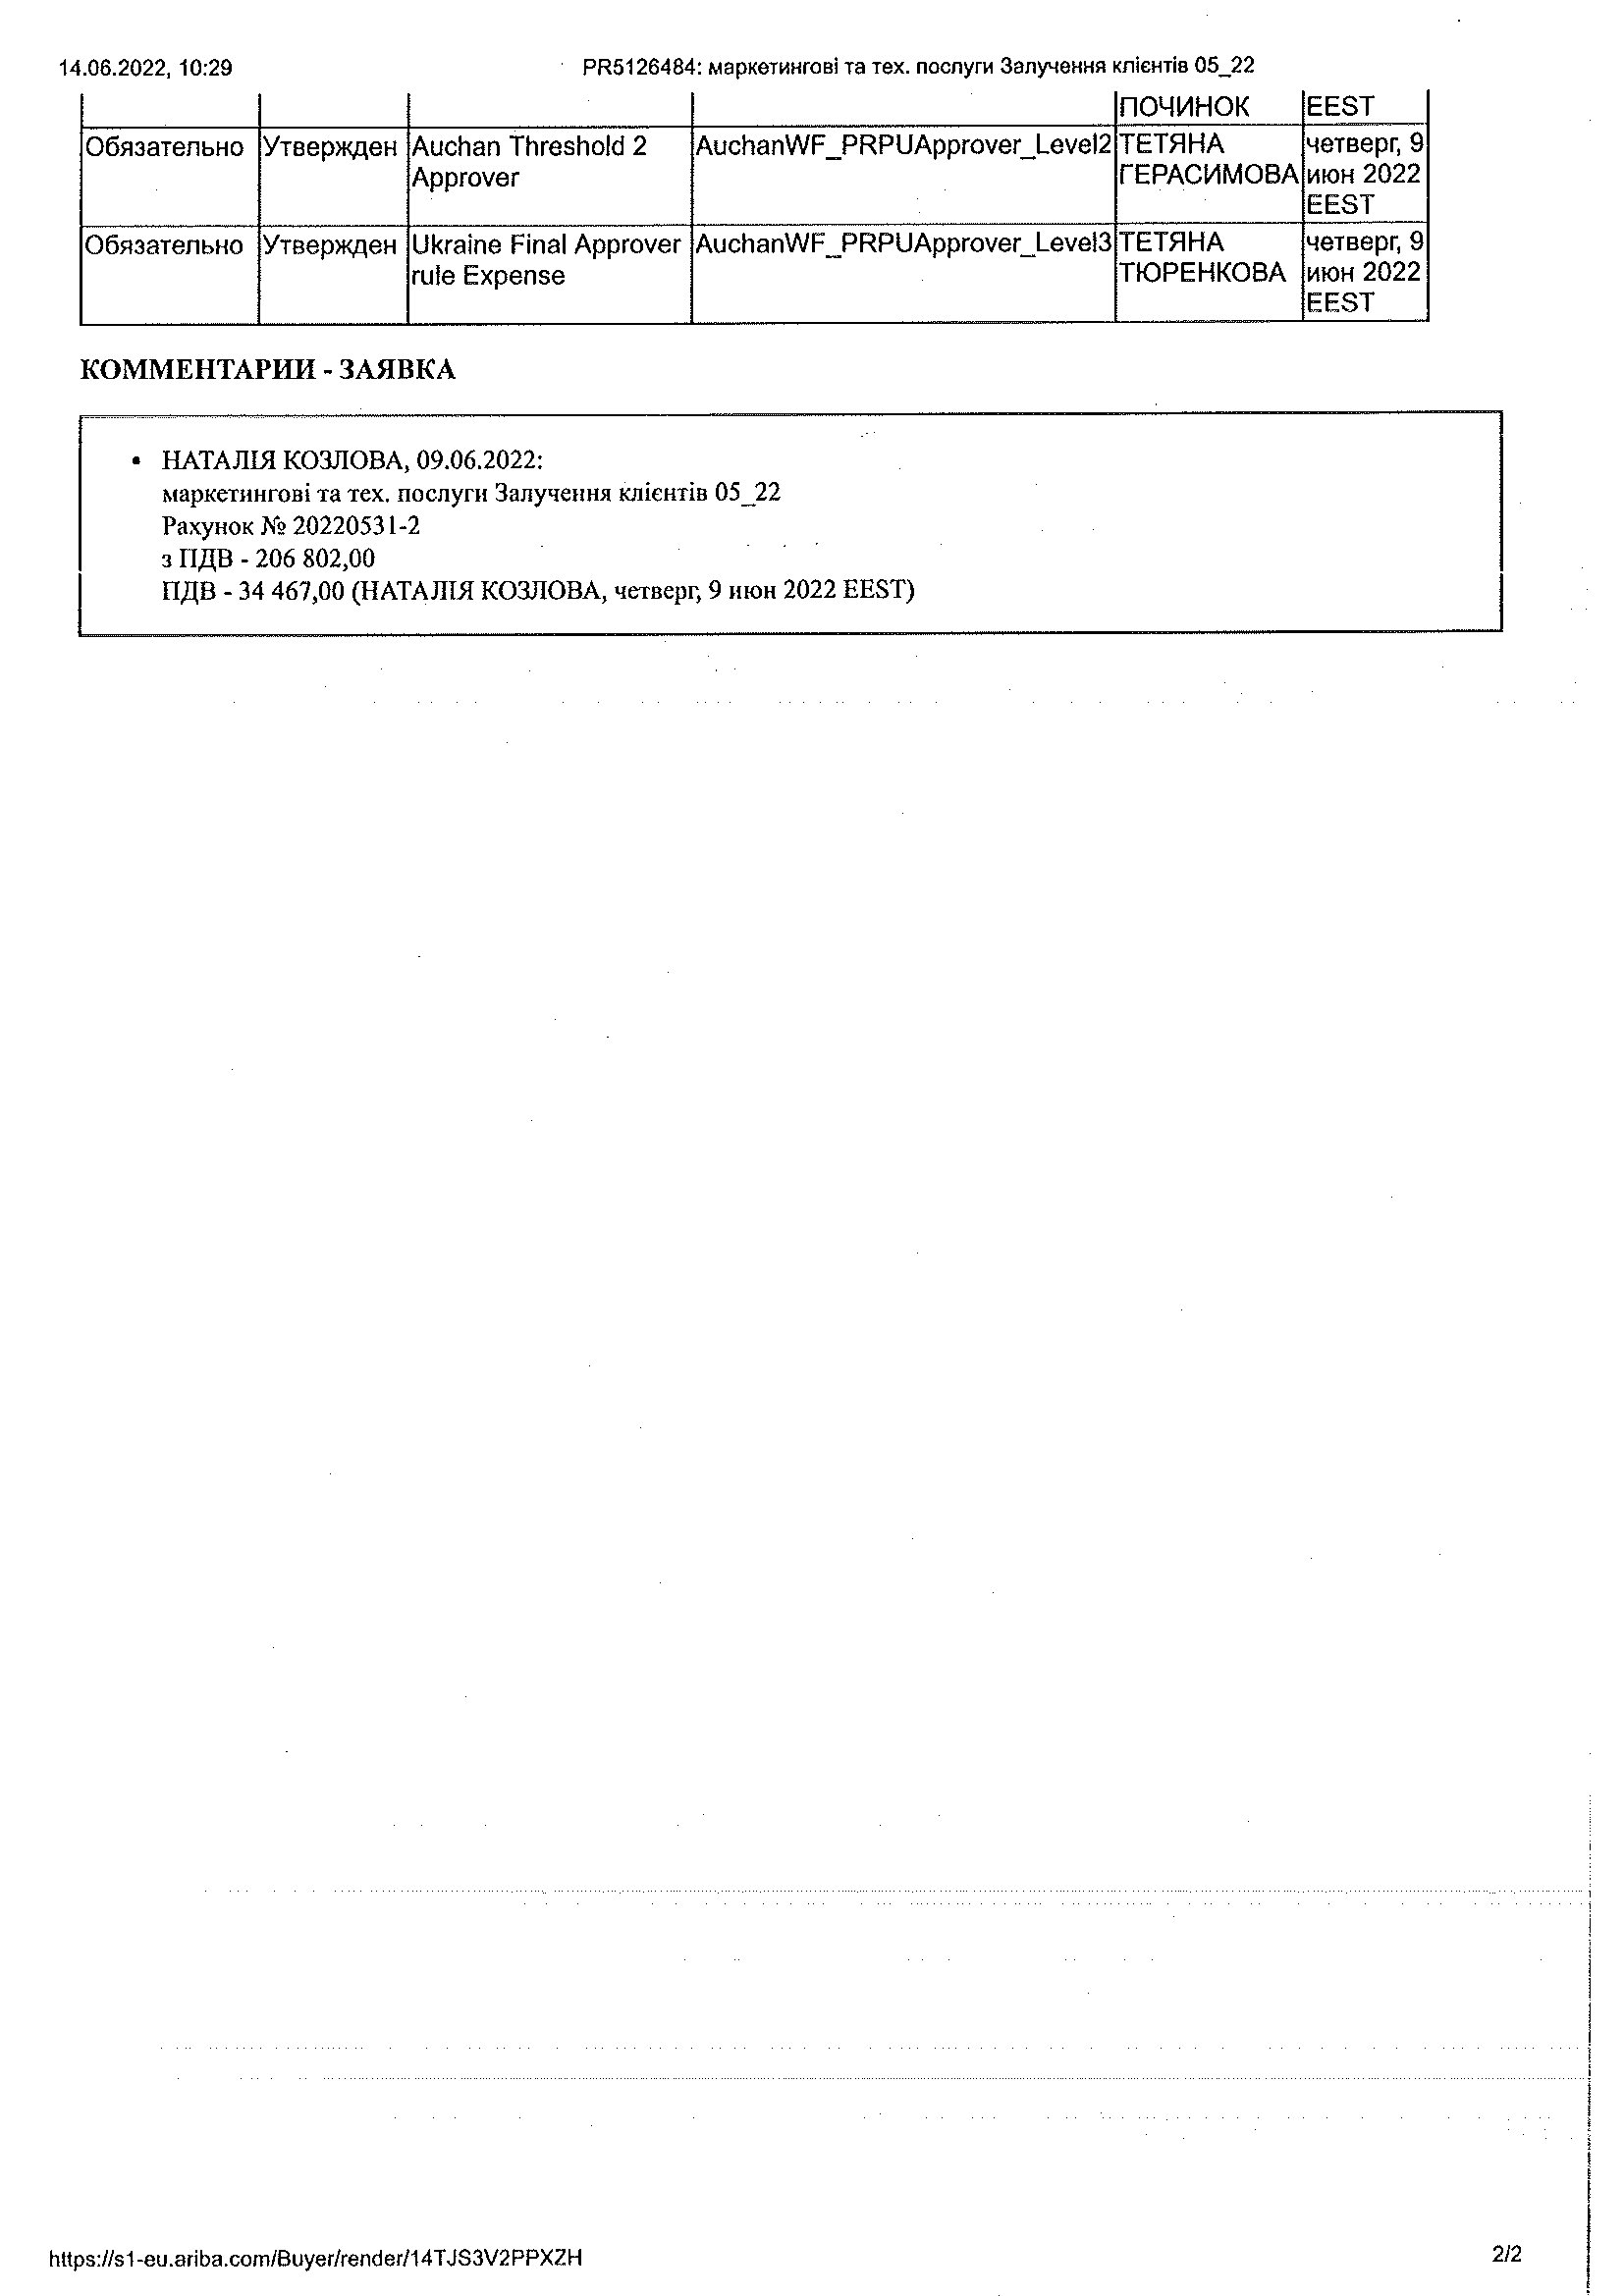 14.06.2022, 10:29 PR5126484: маркетингові та тех. послуги Залучення клієнтів 05_22
ПОЧИНОК EEST
Обязательно Утвержден Auchan Threshold 2 AuchanWF_PRPUApprover_Level2 ТЕТЯНА четверг, 9
Approver ГЕРАСИМОВА июн 2022
EEST
Обязательно Утвержден Ukraine Final Approver AuchanWF_PRPUApprover_Level3 ТЕТЯНА четверг, 9
rule Expense ТЮРЕНКОВА июн 2022
EEST
КОММЕНТАРИИ - ЗАЯВКА
• НАТАЛІЯ КОЗЛОВА, 09.06.2022:
маркетингові та тех. послуги Залучення клієнтів 05_22
Рахунок № 20220531-2
з ПДВ - 206 802,00
ПДВ - 34 467,00 (НАТАЛІЯ КОЗЛОВА, четверг, 9 июн 2022 EEST)
https://s1-eu.ariba.com/Buyer/render/14TJS3V2PPXZH 2/2